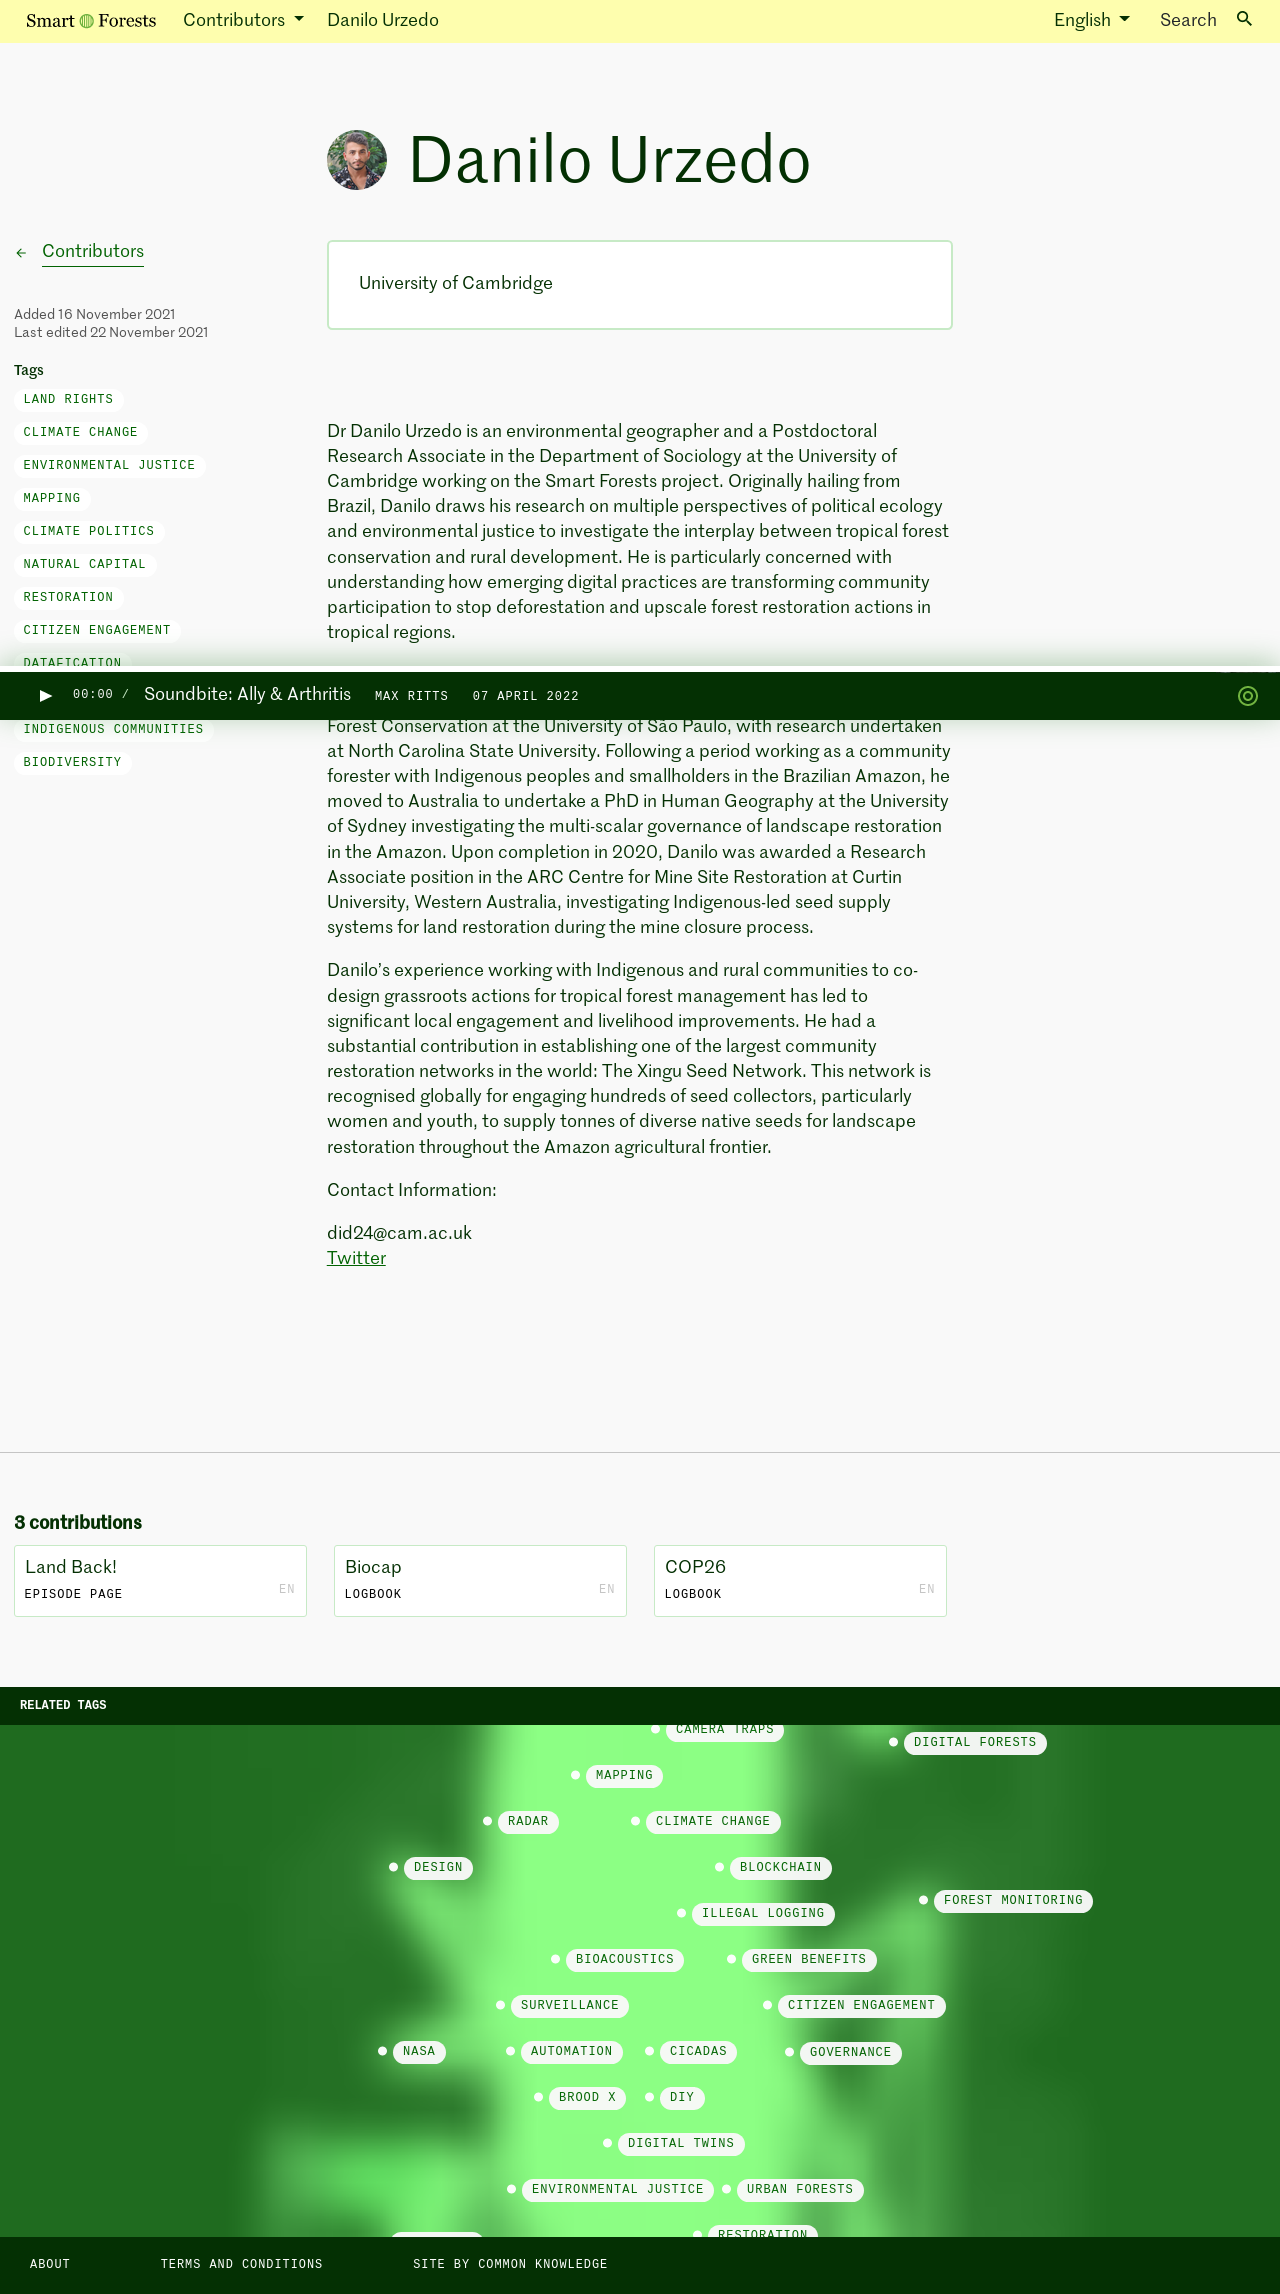 Smart Forests
Contributors
Danilo Urzedo
English
Search
Danilo Urzedo
Contributors
Added 16 November 2021
Last edited 22 November 2021
Tags
LAND RIGHTS
CLIMATE CHANGE
ENVIRONMENTAL JUSTICE
MAPPING
CLIMATE POLITICS
NATURAL CAPITAL
RESTORATION
CITIZEN ENGAGEMENT
DATAFICATION
INDIGENOUS COMMUNITIES
BIODIVERSITY
University of Cambridge
Dr Danilo Urzedo is an environmental geographer and a Postdoctoral
Research Associate in the Department of Sociology at the University of
Cambridge working on the Smart Forests project. Originally hailing from
Brazil, Danilo draws his research on multiple perspectives of political ecology
and environmental justice to investigate the interplay between tropical forest
conservation and rural development. He is particularly concerned with
understanding how emerging digital practices are transforming community
participation to stop deforestation and upscale forest restoration actions in
tropical regions.
00:00 /
Soundbite: Ally & Arthritis
MAX RITTS
07 APRIL 2022
Forest Conservation at the University of São Paulo, with research undertaken
at North Carolina State University. Following a period working as a community
forester with Indigenous peoples and smallholders in the Brazilian Amazon, he
moved to Australia to undertake a PhD in Human Geography at the University
of Sydney investigating the multi-scalar governance of landscape restoration
in the Amazon. Upon completion in 2020, Danilo was awarded a Research
Associate position in the ARC Centre for Mine Site Restoration at Curtin
University, Western Australia, investigating Indigenous-led seed supply
systems for land restoration during the mine closure process.
Danilo’s experience working with Indigenous and rural communities to co-
design grassroots actions for tropical forest management has led to
significant local engagement and livelihood improvements. He had a
substantial contribution in establishing one of the largest community
restoration networks in the world: The Xingu Seed Network. This network is
recognised globally for engaging hundreds of seed collectors, particularly
women and youth, to supply tonnes of diverse native seeds for landscape
restoration throughout the Amazon agricultural frontier.
Contact Information:
did24@cam.ac.uk
Twitter
3 contributions
Land Back!
EPISODE PAGE
EN
Biocap
LOGBOOK
EN
COP26
LOGBOOK
EN
RELATED TAGS
CAMERA TRAPS
DIGITAL FORESTS
MAPPING
RADAR
CLIMATE CHANGE
DESIGN
BLOCKCHAIN
FOREST MONITORING
ILLEGAL LOGGING
BIOACOUSTICS
GREEN BENEFITS
SURVEILLANCE
CITIZEN ENGAGEMENT
NASA
AUTOMATION
CICADAS
GOVERNANCE
BROOD X
DIY
DIGITAL TWINS
ENVIRONMENTAL JUSTICE
URBAN FORESTS
RESTORATION
ABOUT
TERMS AND CONDITIONS
SITE BY COMMON KNOWLEDGE